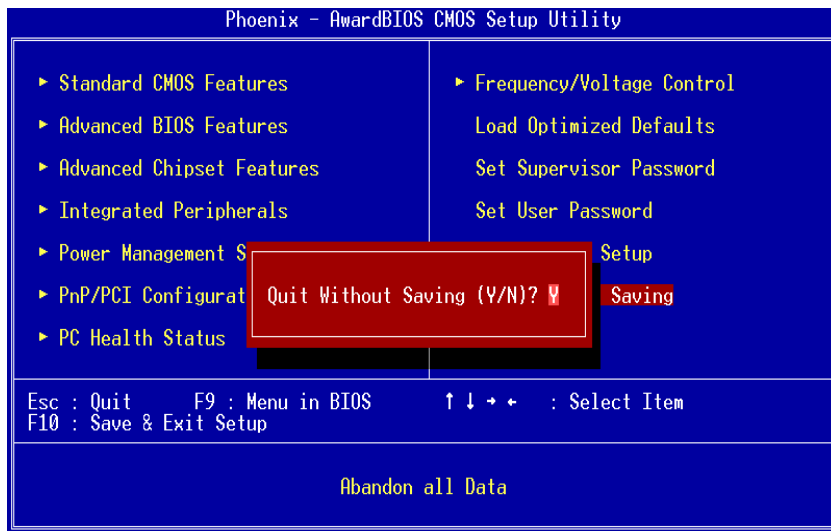 Phoenix - AwardBIOS CMOS Setup Utility
Standard CMOS Features
Advanced BIOS Features
Advanced Chipset Features
Integrated Peripherals
Power Management S
PnP/PCI Configurat
PC Health Status
Frequency/Voltage Control
Load Optimized Defaults
Set Supervisor Password
Set User Password
Setup
Saving
Quit Without Saving (Y/N)? Y
Esc : Quit F9 : Menu in BIOS ↑ ↓ → ← : Select Item
F10 : Save & Exit Setup
Abandon all Data